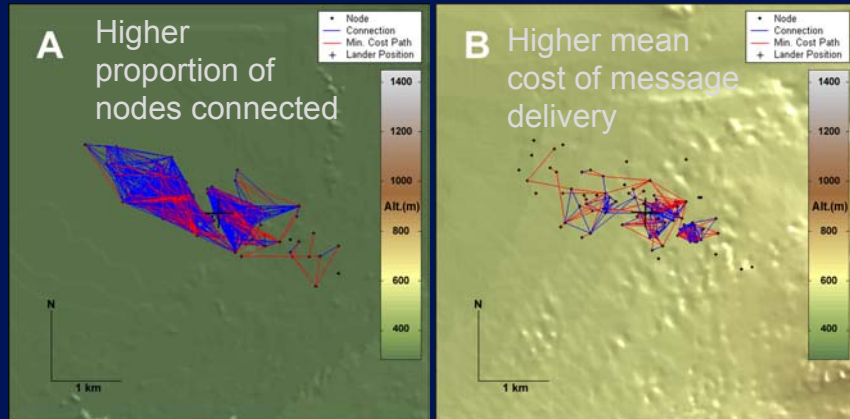 A
Higher
proportion of
nodes connected
Node
Connection
Min. Cost Path
Lander Position
1400
1200
1000
Alt.(m)
800
600
400
N
1 km
B
Higher mean
cost of message
delivery
Node
Connection
Min. Cost Path
Lander Position
1400
1200
1000
Alt.(m)
800
600
400
N
1 km